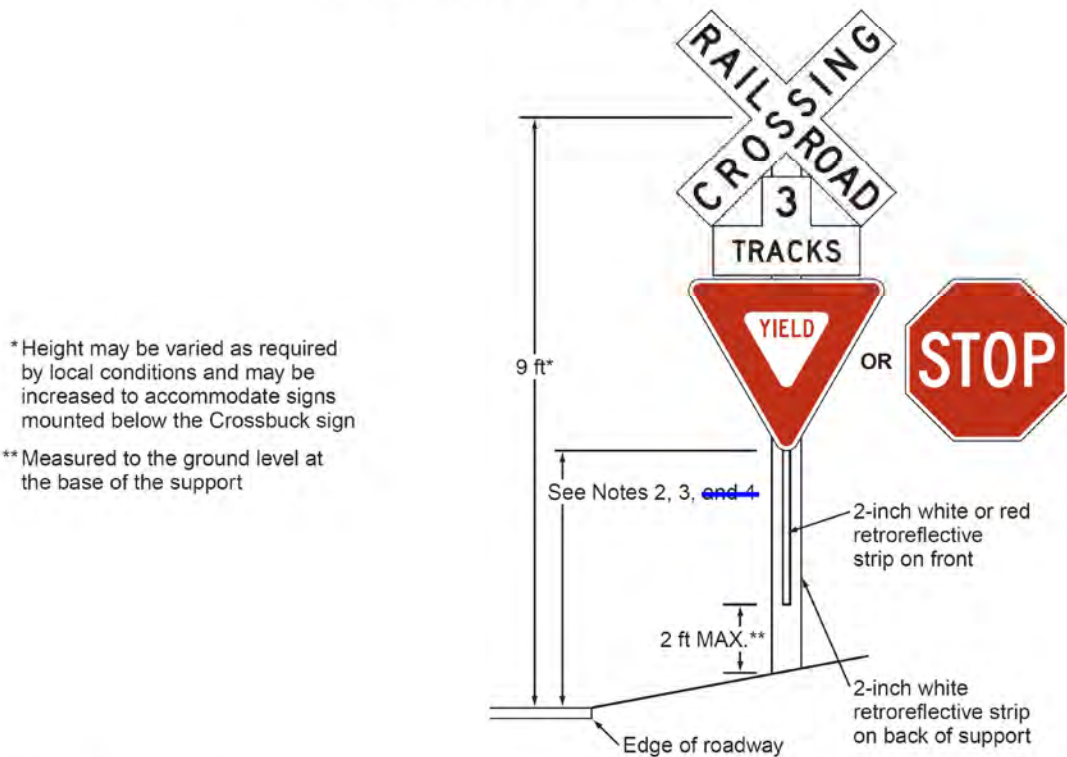 RAILROAD
CROSSING
3
TRACKS
YIELD
OR
STOP
9 ft*
* Height may be varied as required
by local conditions and may be
increased to accommodate signs
mounted below the Crossbuck sign
** Measured to the ground level at
the base of the support
See Notes 2, 3, and 4
2-inch white or red
retroreflective
strip on front
2 ft MAX.**
2-inch white
retroreflective strip
on back of support
Edge of roadway